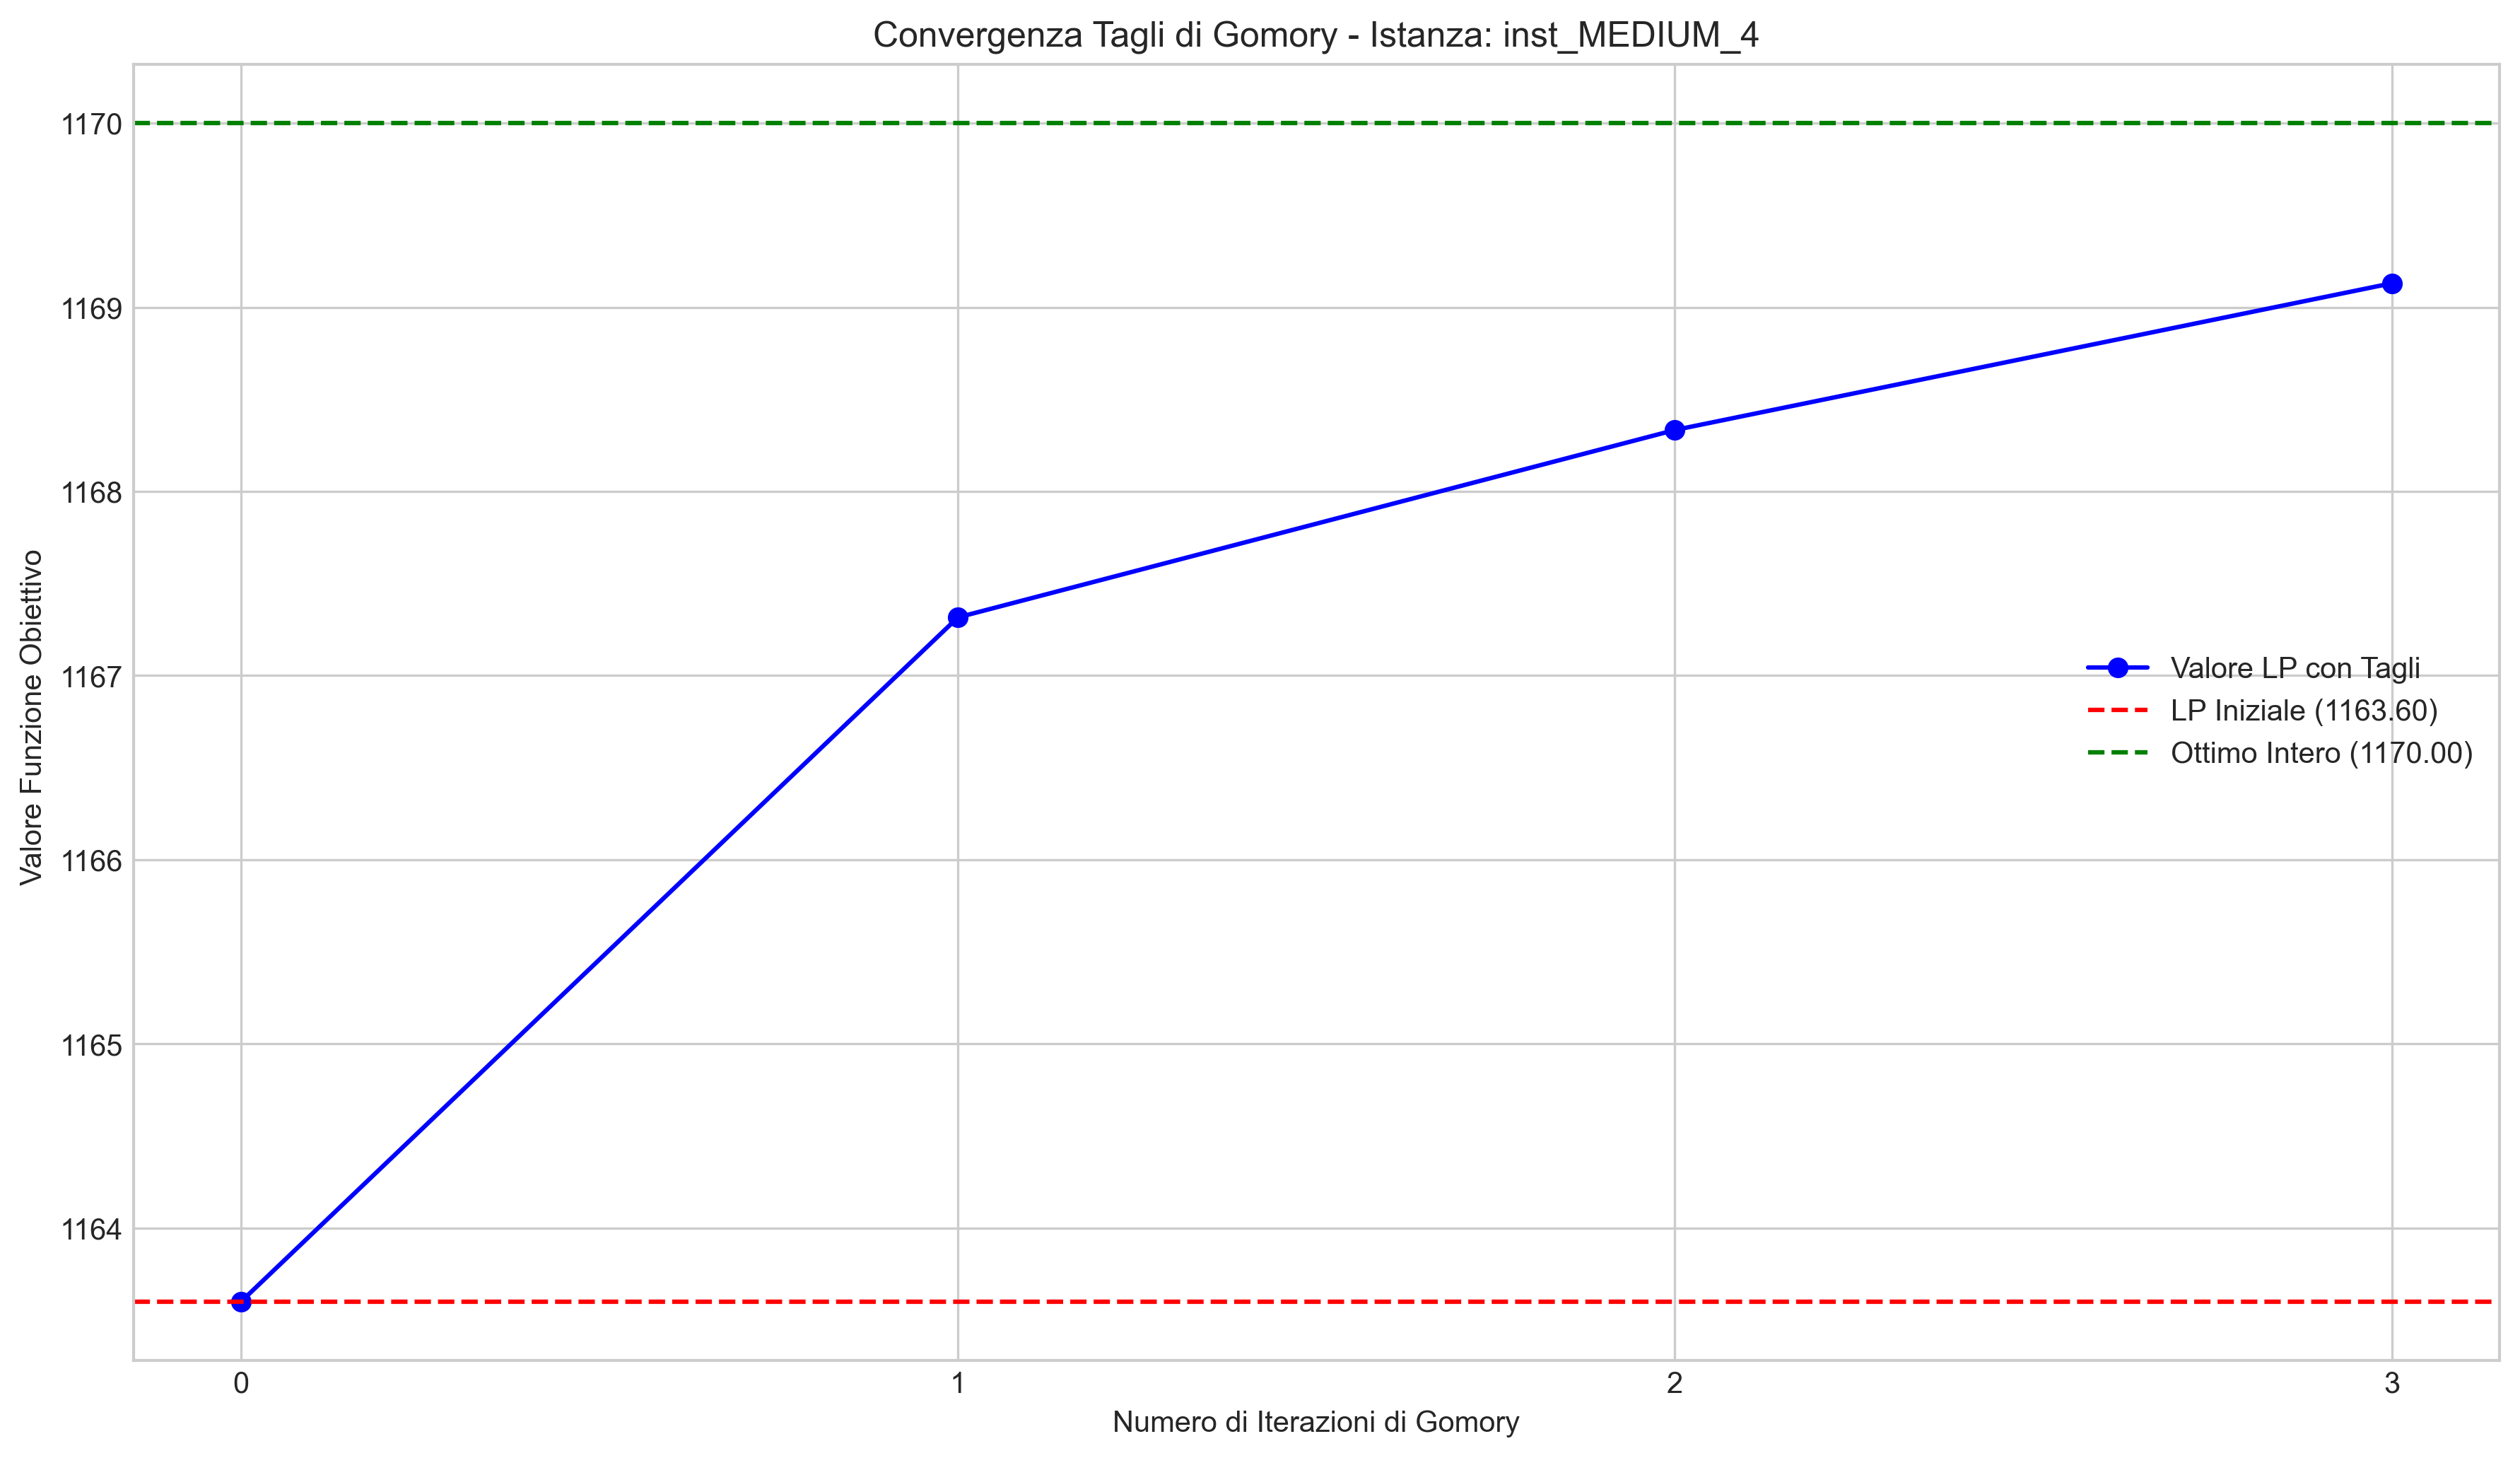 Convergenza Tagli di Gomory - Istanza: inst_MEDIUM_4
Valore Funzione Obiettivo
1170
1169
1168
1167
1166
1165
1164
Valore LP con Tagli
LP Iniziale (1163.60)
Ottimo Intero (1170.00)
0 1 2 3
Numero di Iterazioni di Gomory